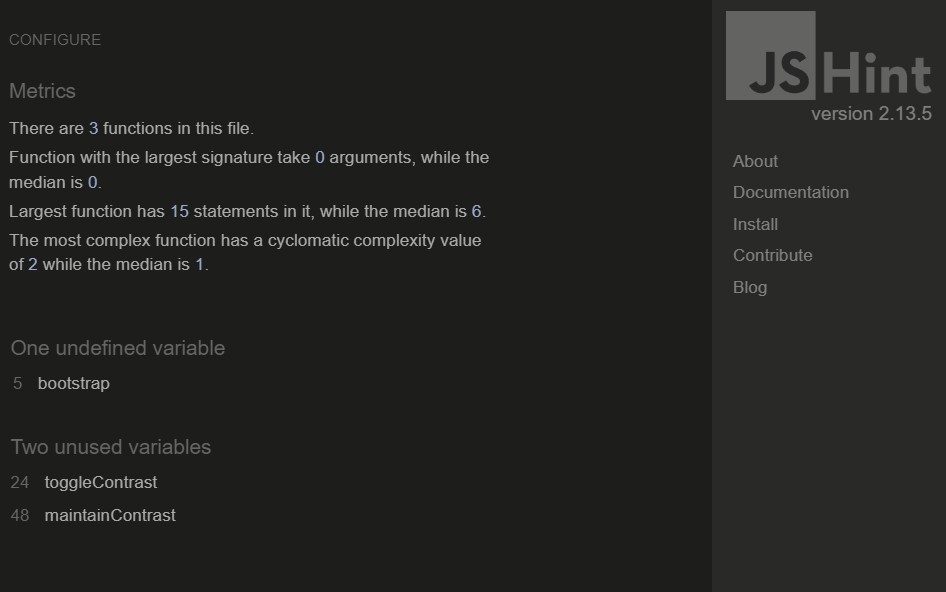 CONFIGURE
Metrics
There are 3 functions in this file.
Function with the largest signature take 0 arguments, while the
median is 0.
Largest function has 15 statements in it, while the median is 6.
The most complex function has a cyclomatic complexity value
of 2 while the median is 1.
One undefined variable
5 bootstrap
Two unused variables
24 toggleContrast
48 maintainContrast
JSHint
version 2.13.5
About
Documentation
Install
Contribute
Blog